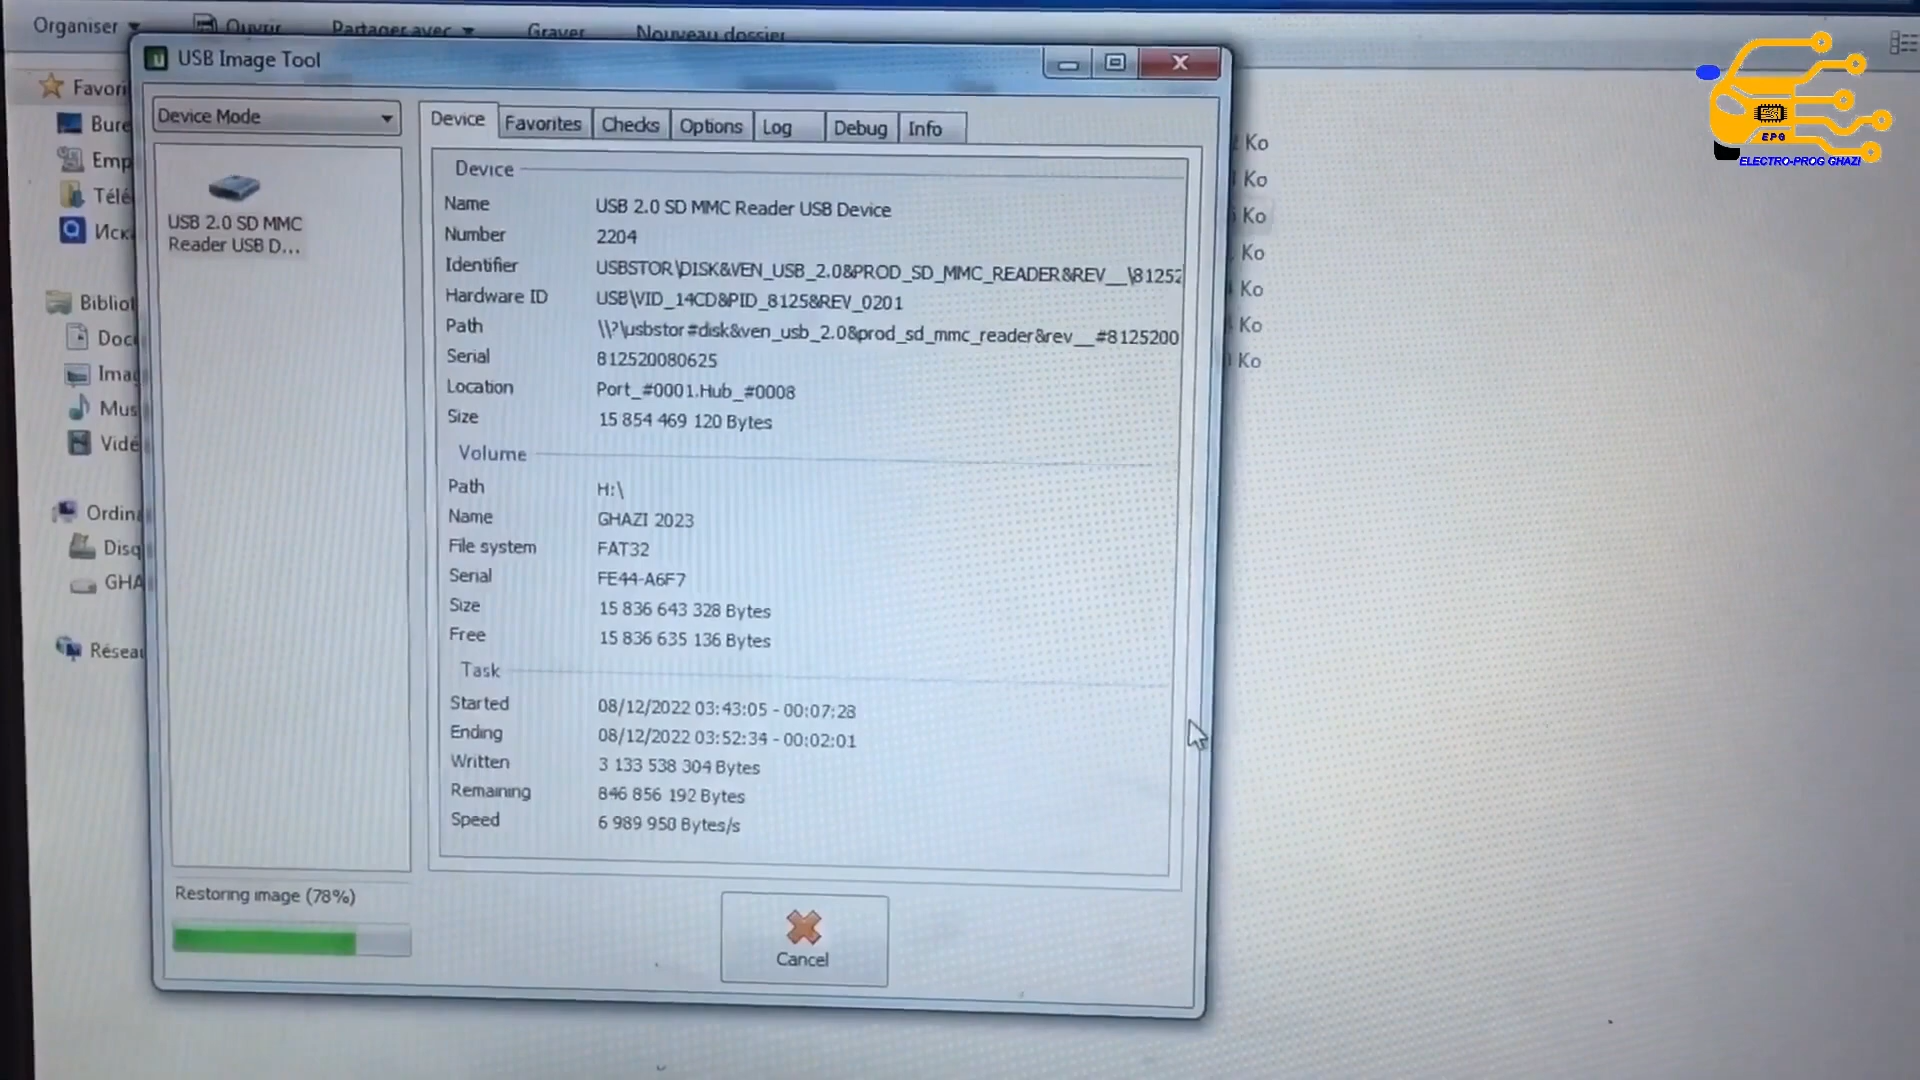 Organiser
Ouvrir
Partager avec
Graver
Nouveau dossier
USB Image Tool
Device Mode
USB 2.0 SD MMC
Reader USB D...
Device
Favorites
Checks
Options
Log
Debug
Info
Device
Name USB 2.0 SD MMC Reader USB Device
Number 2204
Identifier USBSTOR\DISK&VEN_USB_2.0&PROD_SD_MMC_READER&REV__\81252
Hardware ID USB\VID_14CD&PID_8125&REV_0201
Path \\?\usbstor#disk&ven_usb_2.0&prod_sd_mmc_reader&rev__#8125200
Serial 812520080625
Location Port_#0001.Hub_#0008
Size 15 854 469 120 Bytes
Volume
Path H:\
Name GHAZI 2023
File system FAT32
Serial FE44-A6F7
Size 15 836 643 328 Bytes
Free 15 836 635 136 Bytes
Task
Started 08/12/2022 03:43:05 - 00:07:28
Ending 08/12/2022 03:52:34 - 00:02:01
Written 3 133 538 304 Bytes
Remaining 846 856 192 Bytes
Speed 6 989 950 Bytes/s
Restoring image (78%)
Cancel
Favori
Bure
Emp
Télé
Иск
Bibliot
Doc
Imag
Mus
Vidé
Ordin
Disq
GHA
Résea
Ko
Ko
Ko
Ko
Ko
Ko
Ko
EPG
ELECTRO-PROG GHAZI